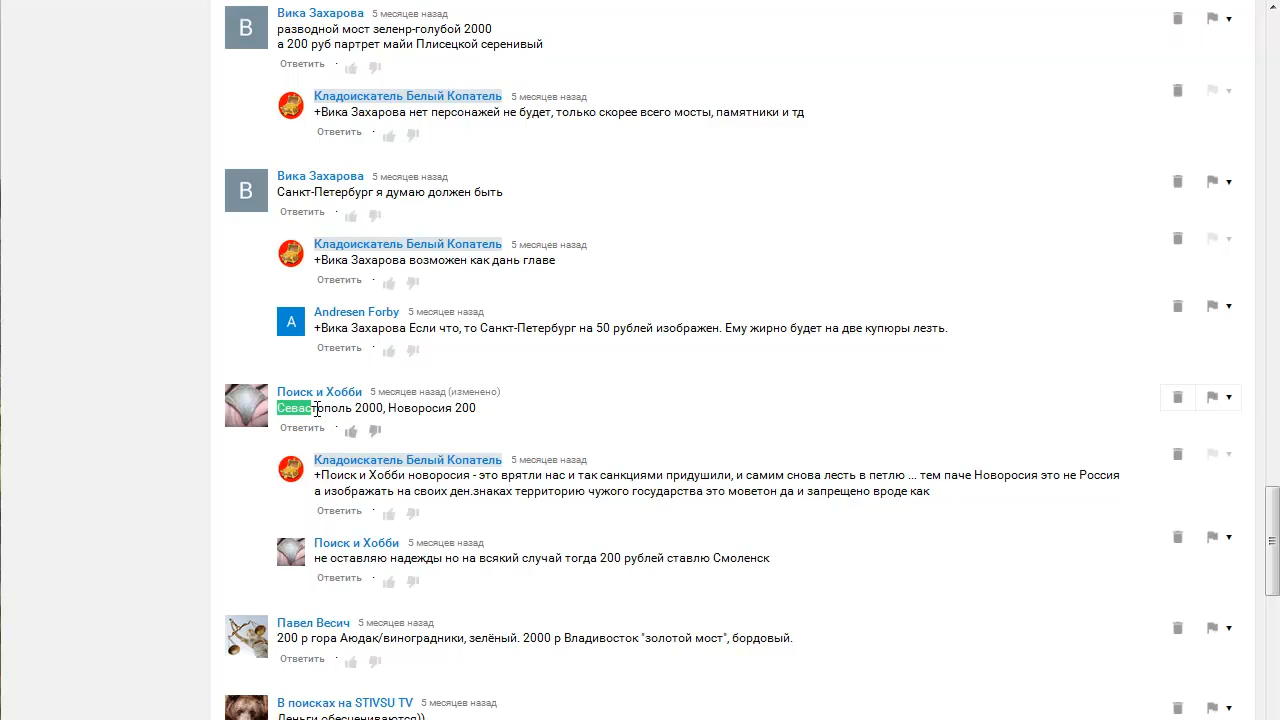 В
Вика Захарова 5 месяцев назад
разводной мост зеленр-голубой 2000
а 200 руб партрет майи Плисецкой серенивый
Ответить ·
Кладоискатель Белый Копатель 5 месяцев назад
+Вика Захарова нет персонажей не будет, только скорее всего мосты, памятники и тд
Ответить ·
В
Вика Захарова 5 месяцев назад
Санкт-Петербург я думаю должен быть
Ответить ·
Кладоискатель Белый Копатель 5 месяцев назад
+Вика Захарова возможен как дань главе
Ответить ·
A
Andresen Forby 5 месяцев назад
+Вика Захарова Если что, то Санкт-Петербург на 50 рублей изображен. Ему жирно будет на две купюры лезть.
Ответить ·
Поиск и Хобби 5 месяцев назад (изменено)
Севастополь 2000, Новоросия 200
Ответить ·
Кладоискатель Белый Копатель 5 месяцев назад
+Поиск и Хобби новоросия - это врятли нас и так санкциями придушили, и самим снова лесть в петлю ... тем паче Новоросия это не Россия
а изображать на своих ден.знаках территорию чужого государства это моветон да и запрещено вроде как
Ответить ·
Поиск и Хобби 5 месяцев назад
не оставляю надежды но на всякий случай тогда 200 рублей ставлю Смоленск
Ответить ·
Павел Весич 5 месяцев назад
200 р гора Аюдак/виноградники, зелёный. 2000 р Владивосток "золотой мост", бордовый.
Ответить ·
В поисках на STIVSU TV 5 месяцев назад
Деньги обесцениваются))